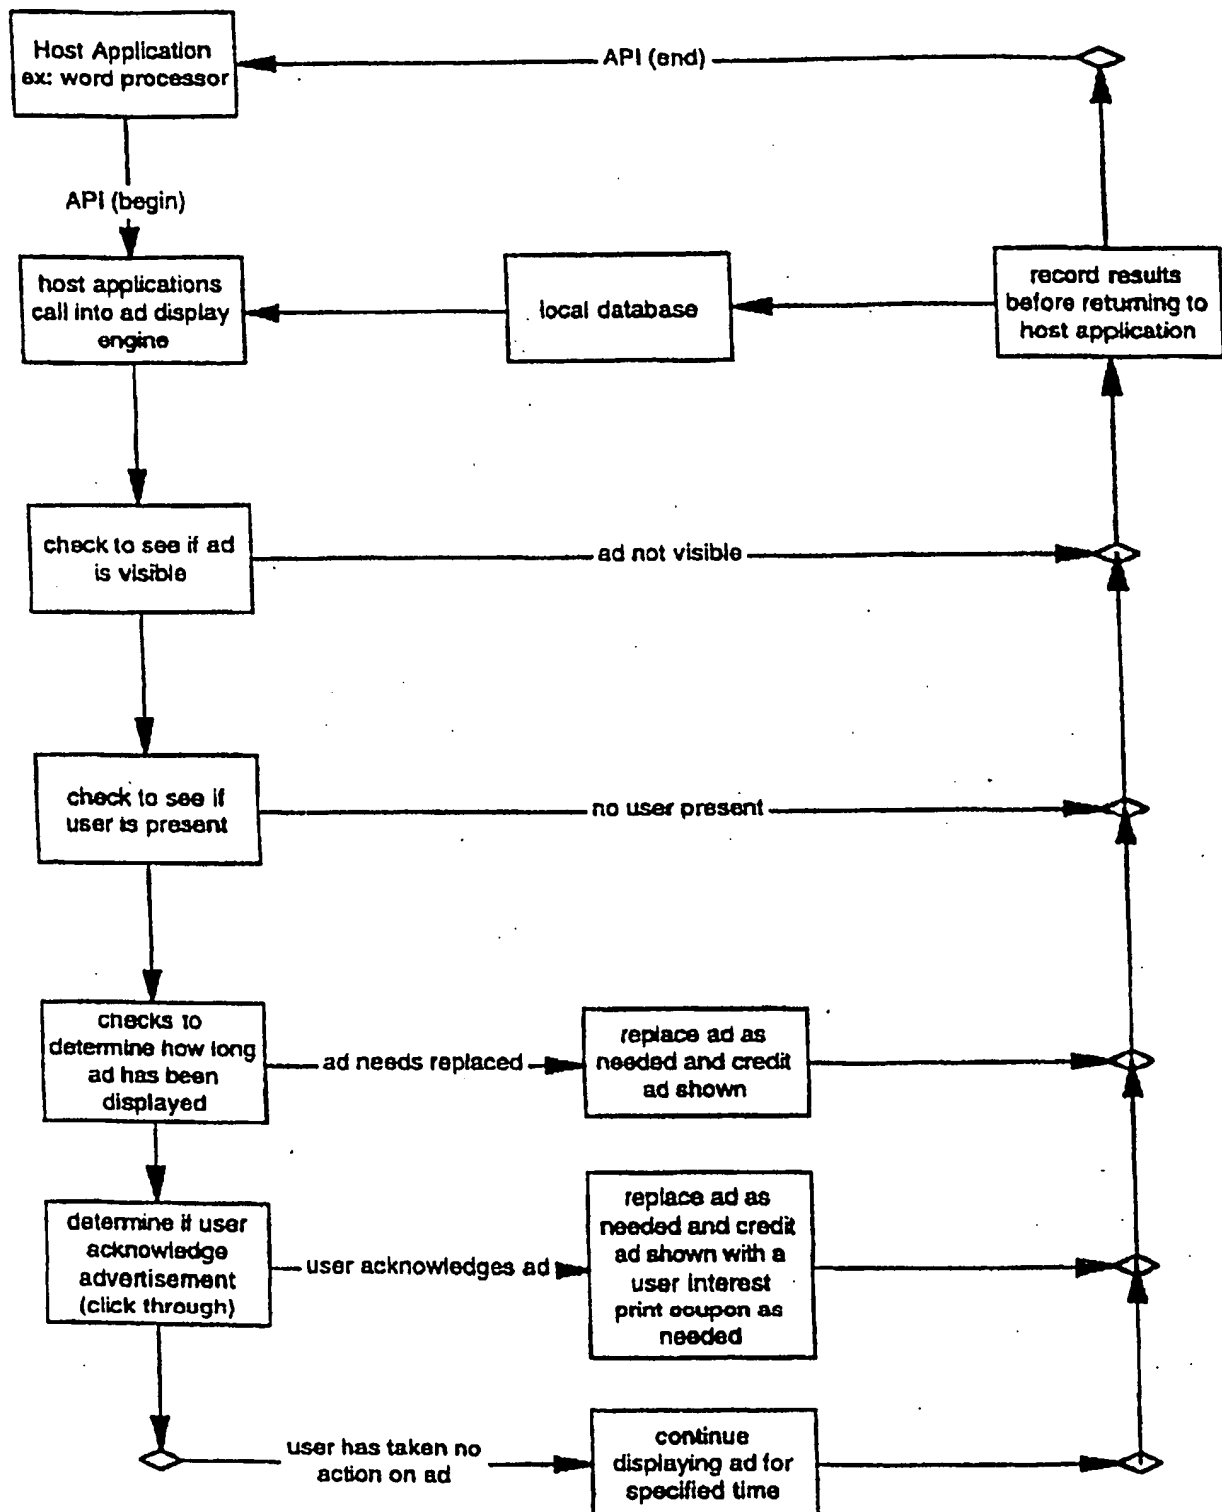 Host Application
ex: word processor
API (end)
API (begin)
host applications
call into ad display
engine
local database
record results
before returning to
host application
check to see if ad
is visible
ad not visible
check to see if
user is present
no user present
checks to
determine how long
ad has been
displayed
ad needs replaced
replace ad as
needed and credit
ad shown
determine if user
acknowledge
advertisement
(click through)
user acknowledges ad
replace ad as
needed and credit
ad shown with a
user interest
print coupon as
needed
user has taken no
action on ad
continue
displaying ad for
specified time